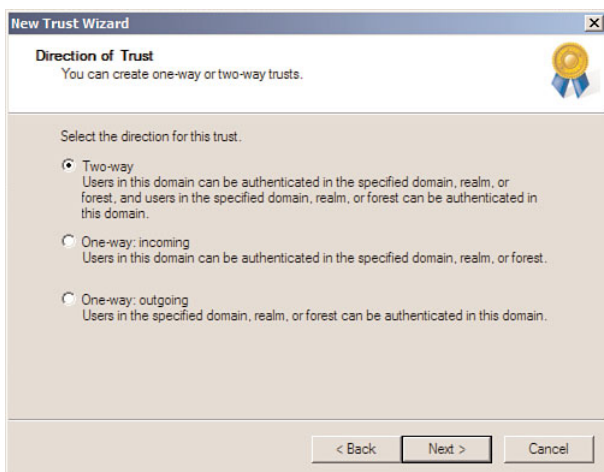 New Trust Wizard
Direction of Trust
You can create one-way or two-way trusts.
Select the direction for this trust.
Two-way
Users in this domain can be authenticated in the specified domain, realm, or
forest, and users in the specified domain, realm, or forest can be authenticated in
this domain.
One-way: incoming
Users in this domain can be authenticated in the specified domain, realm, or forest.
One-way: outgoing
Users in the specified domain, realm, or forest can be authenticated in this domain.
< Back Next > Cancel